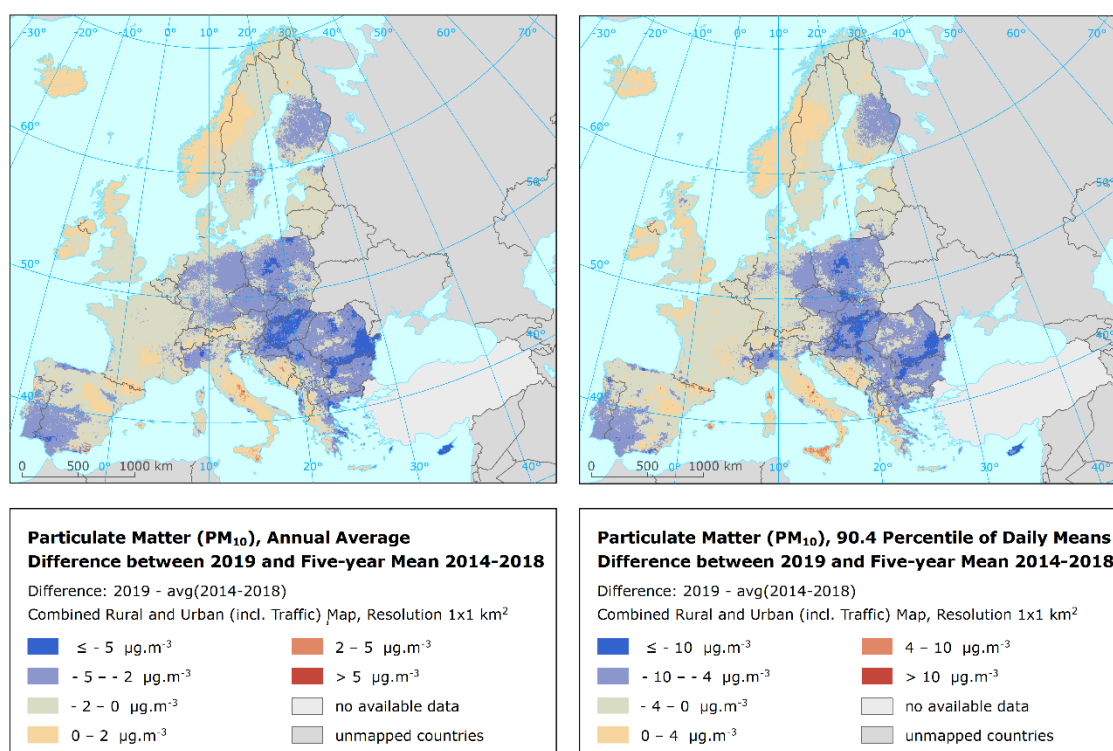 -30° -20° -10° 0° 10° 20° 30° 40° 50° 60° 70°
60°
50°
50°
40°
40°
0 500 1000 km
0° 10° 20° 30° 40°
Particulate Matter (PM₁₀), Annual Average
Difference between 2019 and Five-year Mean 2014-2018
Difference: 2019 - avg(2014-2018)
Combined Rural and Urban (incl. Traffic) Map, Resolution 1x1 km²
≤ - 5 µg.m⁻³
- 5 – - 2 µg.m⁻³
- 2 – 0 µg.m⁻³
0 – 2 µg.m⁻³
2 – 5 µg.m⁻³
> 5 µg.m⁻³
no available data
unmapped countries
-30° -20° -10° 0° 10° 20° 30° 40° 50° 60° 70°
60°
50°
50°
40°
40°
0 500 1000 km
0° 10° 20° 30° 40°
Particulate Matter (PM₁₀), 90.4 Percentile of Daily Means
Difference between 2019 and Five-year Mean 2014-2018
Difference: 2019 - avg(2014-2018)
Combined Rural and Urban (incl. Traffic) Map, Resolution 1x1 km²
≤ - 10 µg.m⁻³
- 10 – - 4 µg.m⁻³
- 4 – 0 µg.m⁻³
0 – 4 µg.m⁻³
4 – 10 µg.m⁻³
> 10 µg.m⁻³
no available data
unmapped countries